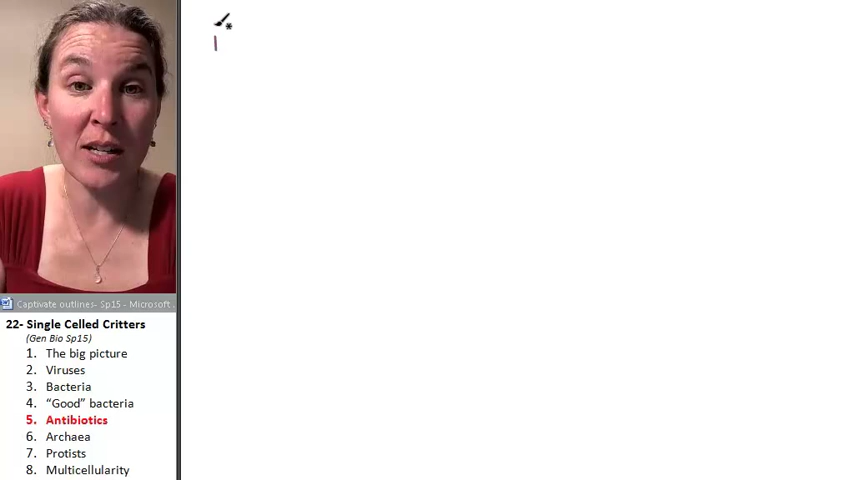 Captivate outlines- Sp15 - Microsoft .
22- Single Celled Critters
(Gen Bio Sp15)
1. The big picture
2. Viruses
3. Bacteria
4. “Good” bacteria
5. Antibiotics
6. Archaea
7. Protists
8. Multicellularity